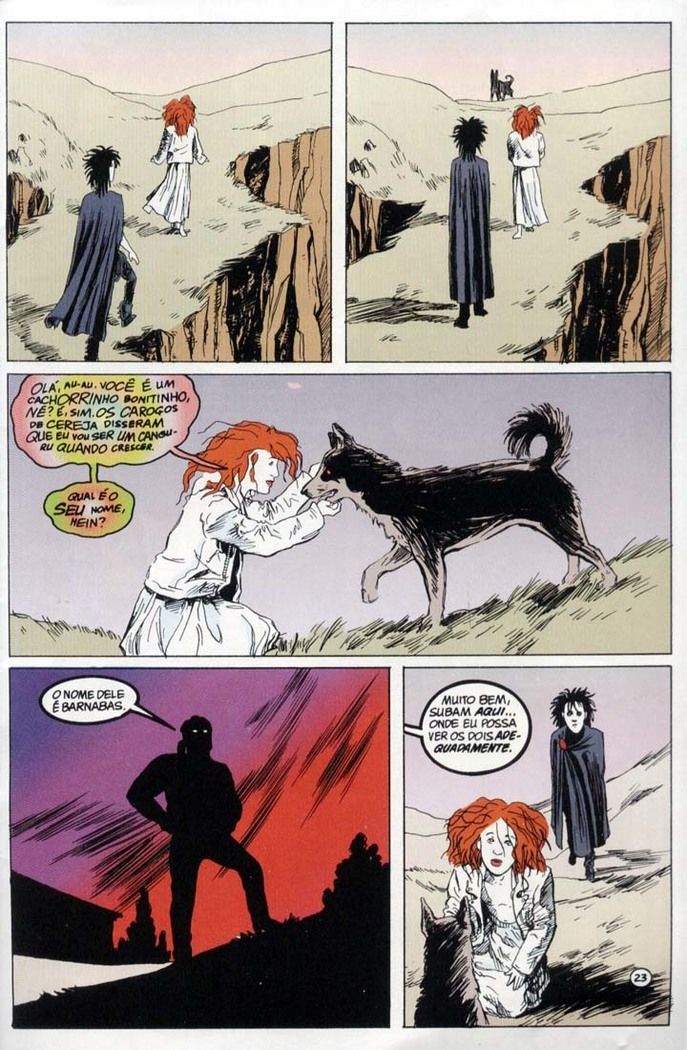 OLÁ, AU-AU. VOCÊ É UM
CACHORRINHO BONITINHO,
NÉ? É, SIM. OS CAROÇOS
DE CEREJA DISSERAM
QUE EU VOU SER UM CANGU-
RU QUANDO CRESCER.
QUAL É O
SEU NOME,
HEIN?
O NOME DELE
É BARNABAS.
MUITO BEM,
SUBAM AQUI...
ONDE EU POSSA
VER OS DOIS ADE-
QUADAMENTE.
23